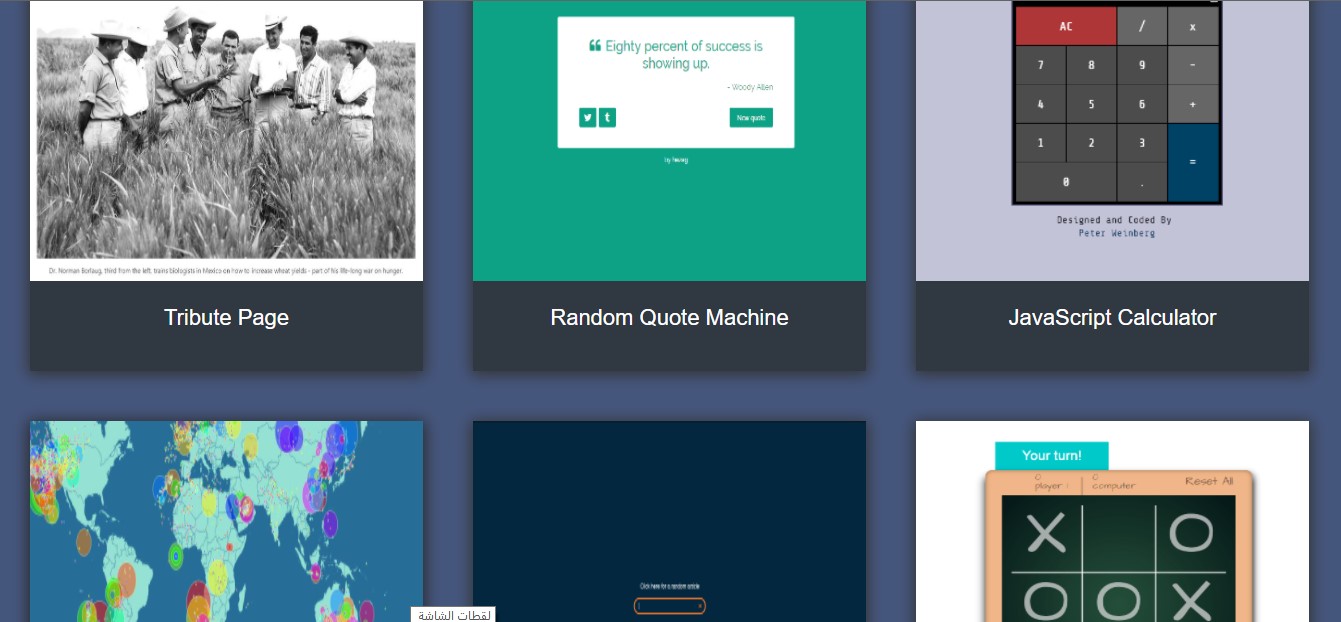 Dr. Norman Borlaug, third from the left, trains biologists in Mexico on how to increase wheat yields - part of his life-long war on hunger.
Tribute Page
Eighty percent of success is
showing up.
- Woody Allen
New quote
by hezag
Random Quote Machine
AC / x
7 8 9 -
4 5 6 +
1 2 3 =
0 .
Designed and Coded By
Peter Weinberg
JavaScript Calculator
Click here for a random article
Your turn!
0 player 1
0 computer
Reset All
X O
O O X
لقطات الشاشة